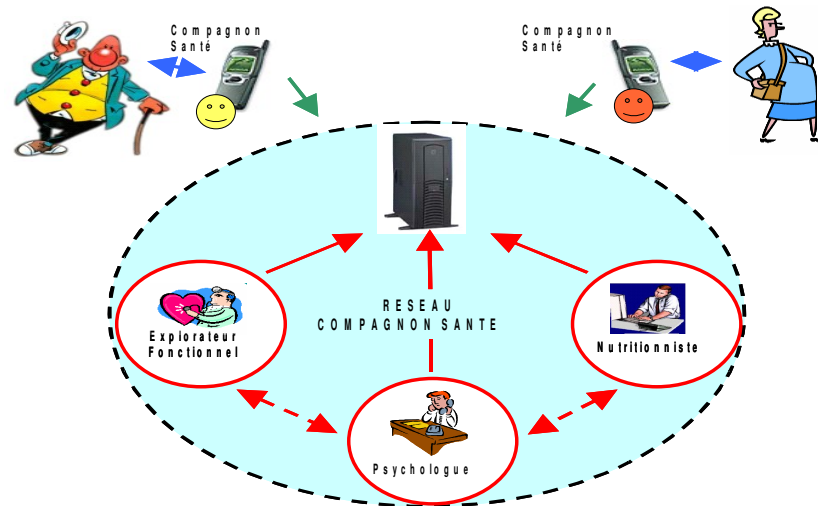 Compagnon
Santé
Compagnon
Santé
RESEAU
COMPAGNON SANTE
Explorateur
Fonctionnel
Nutritionniste
Psychologue